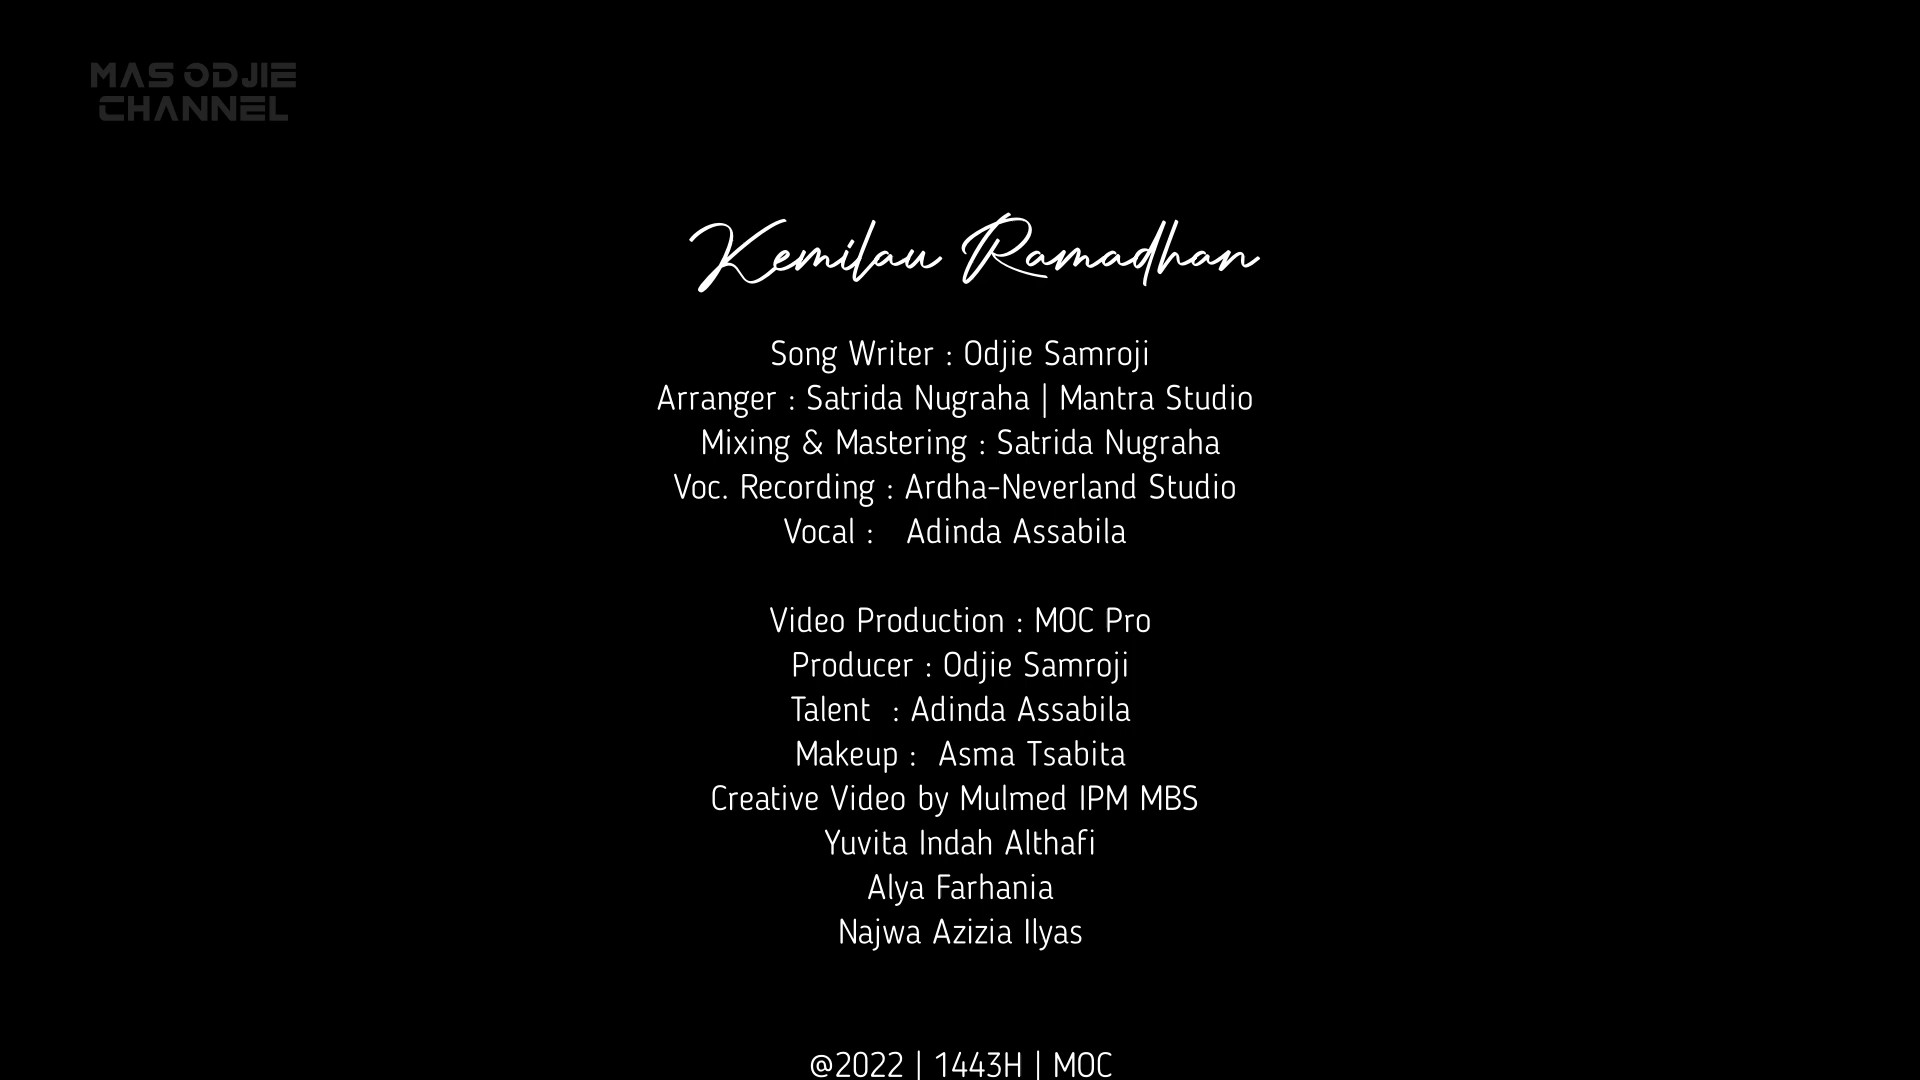 MAS ODJIE
CHANNEL
Kemilau Ramadhan
Song Writer : Odjie Samroji
Arranger : Satrida Nugraha | Mantra Studio
Mixing & Mastering : Satrida Nugraha
Voc. Recording : Ardha-Neverland Studio
Vocal : Adinda Assabila
Video Production : MOC Pro
Producer : Odjie Samroji
Talent : Adinda Assabila
Makeup : Asma Tsabita
Creative Video by Mulmed IPM MBS
Yuvita Indah Althafi
Alya Farhania
Najwa Azizia Ilyas
@2022 | 1443H | MOC